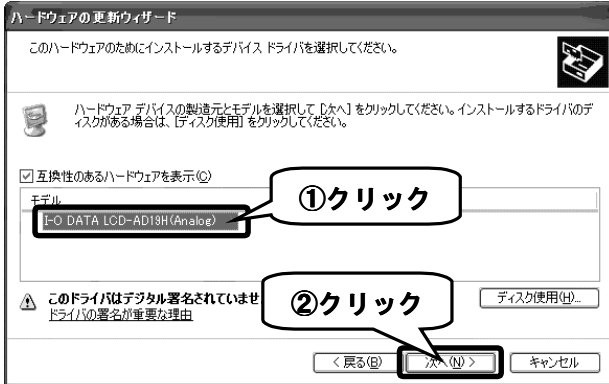 ハードウェアの更新ウィザード
このハードウェアのためにインストールするデバイス ドライバを選択してください。
ハードウェア デバイスの製造元とモデルを選択して [次へ] をクリックしてください。インストールするドライバのデ
ィスクがある場合は、[ディスク使用] をクリックしてください。
互換性のあるハードウェアを表示(C)
モデル
①クリック
I-O DATA LCD-AD19H(Analog)
このドライバはデジタル署名されていませ
②クリック
ディスク使用(H)...
ドライバの署名が重要な理由
< 戻る(B)
次へ(N) >
キャンセル